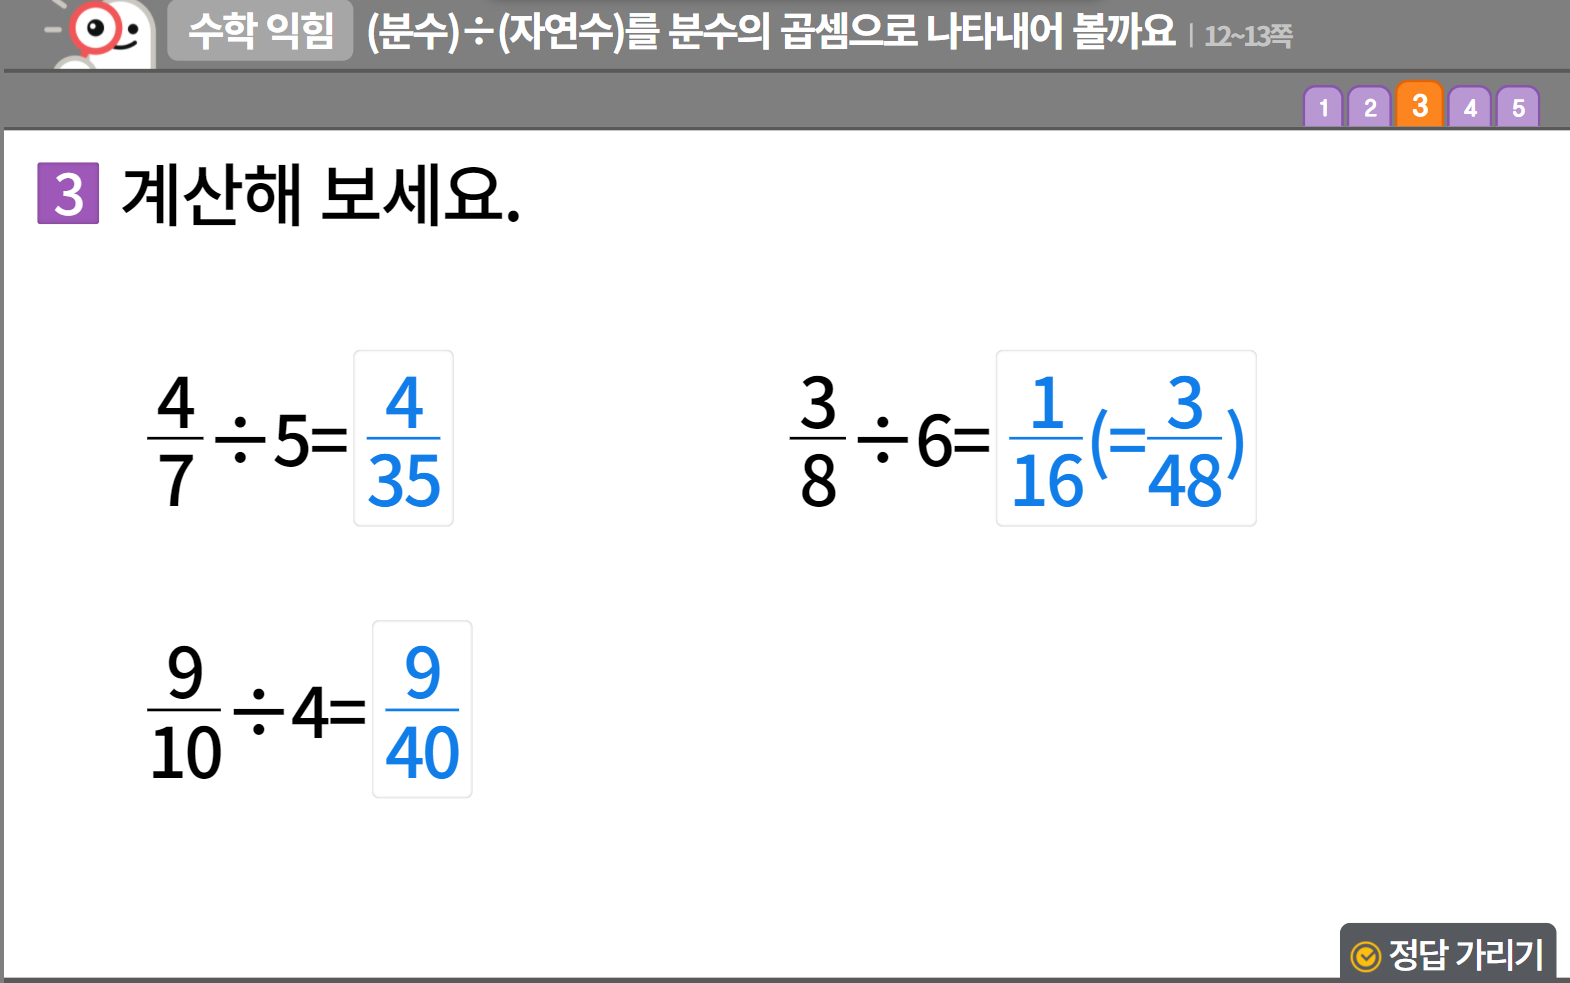 수학 익힘 (분수)÷(자연수)를 분수의 곱셈으로 나타내어 볼까요 | 12~13쪽
1 2 3 4 5
3 계산해 보세요.
4/7÷5=4/35
3/8÷6=1/16(=3/48)
9/10÷4=9/40
정답 가리기